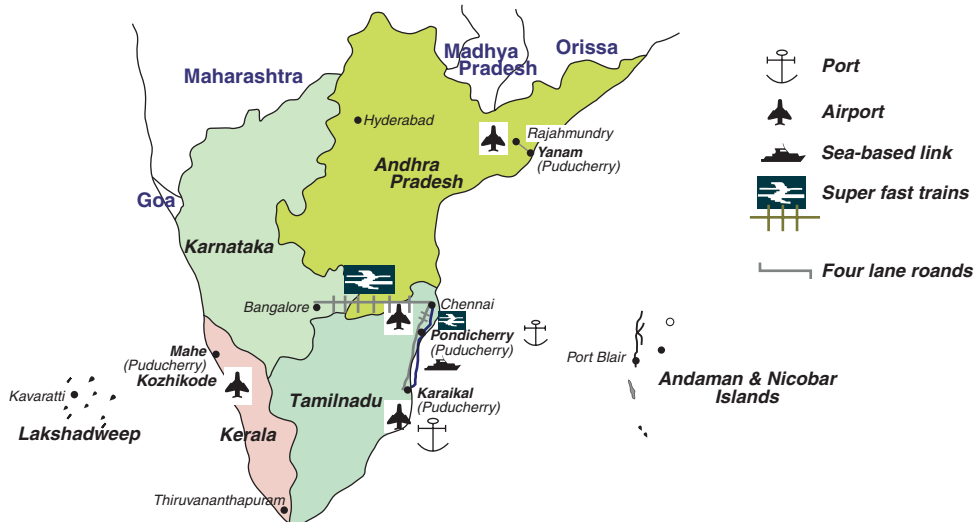 Madhya
Pradesh
Orissa
Maharashtra
Port
Airport
Hyderabad
Rajahmundry
Yanam
(Puducherry)
Sea-based link
Andhra
Pradesh
Super fast trains
Goa
Karnataka
Four lane roands
Bangalore
Chennai
Pondicherry
(Puducherry)
Mahe
(Puducherry)
Kozhikode
Port Blair
Andaman & Nicobar
Islands
Kavaratti
Tamilnadu
Karaikal
(Puducherry)
Lakshadweep
Kerala
Thiruvananthapuram